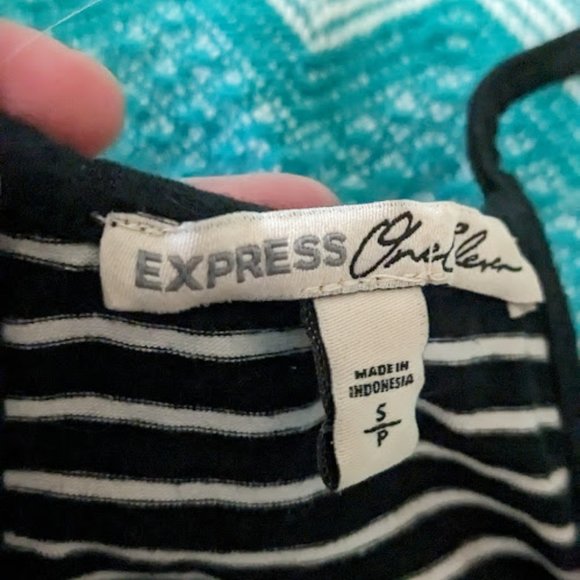 EXPRESS One Eleven
MADE IN
INDONESIA
S
P